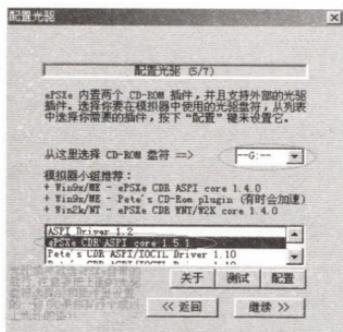 配置光驱
配置光驱 (5/7)
ePSXe 内置两个 CD-ROM 插件，并且支持外部的光驱
插件。选择你要在模拟器中使用的光驱盘符，从列表
中选择你需要的插件，按下“配置”键来设置它。
从这里选择 CD-ROM 盘符 ==>
--G:--
模拟器小组推荐：
+ Win9x/ME - ePSXe CDR ASPI core 1.4.0
+ Win9x/ME - Pete's CD-Rom plugin (有时会加速)
+ Win2k/NT - ePSXe CDR WNT/W2K core 1.4.0
ASPI Driver 1.2
ePSXe CDR ASPI core 1.5.1
Pete's CDR ASPI/IOCTL Driver 1.10
关于
测试
配置
<< 返回
继续 >>